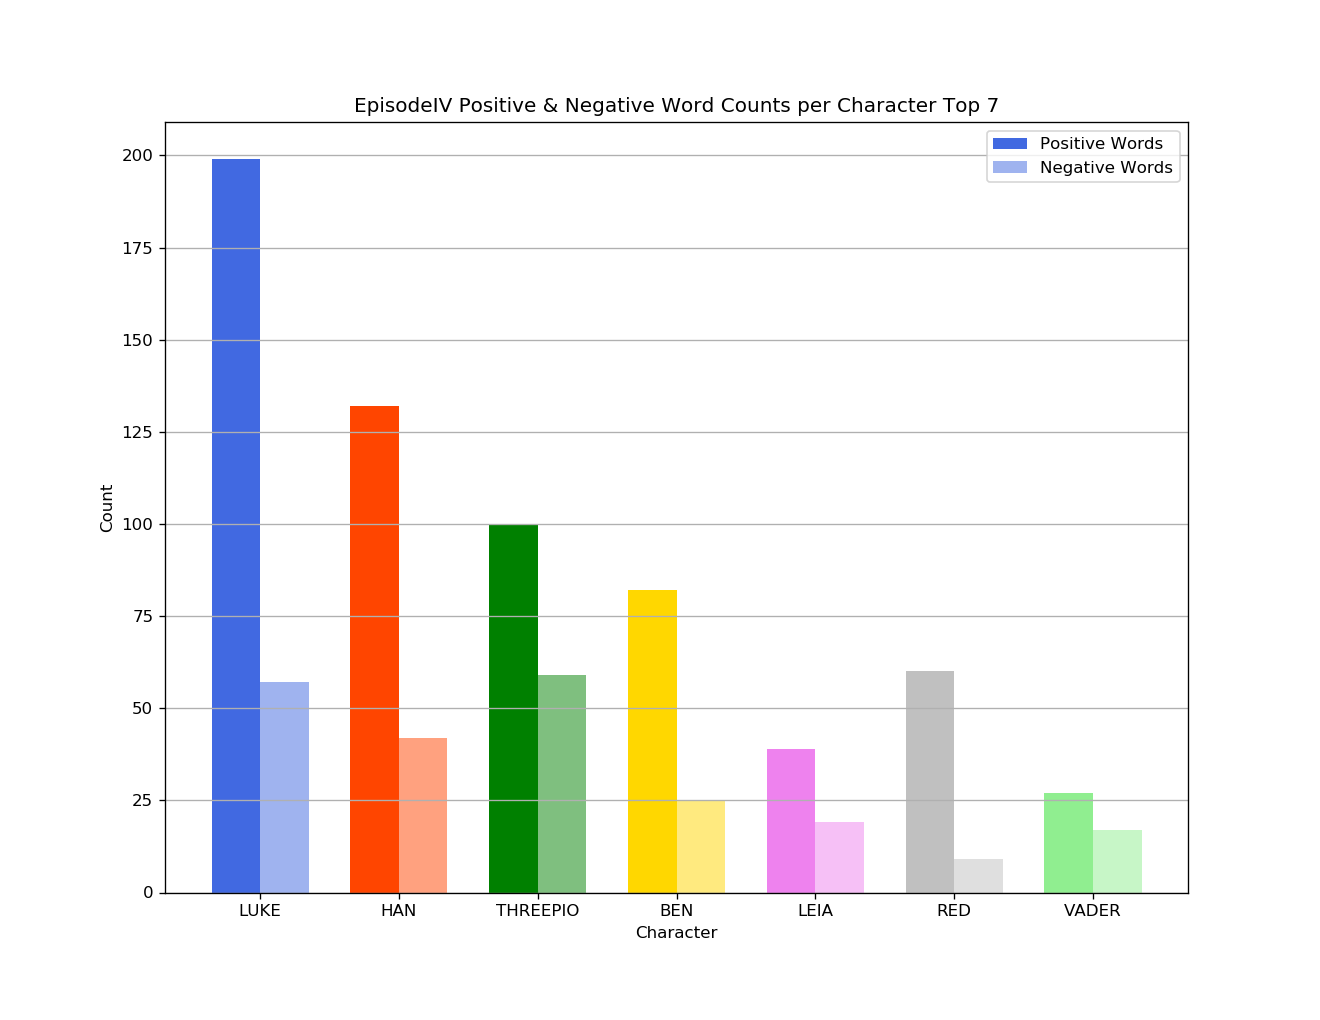 EpisodeIV Positive & Negative Word Counts per Character Top 7
Positive Words
Negative Words
200
175
150
125
100
75
50
25
0
Count
LUKE HAN THREEPIO BEN LEIA RED VADER
Character